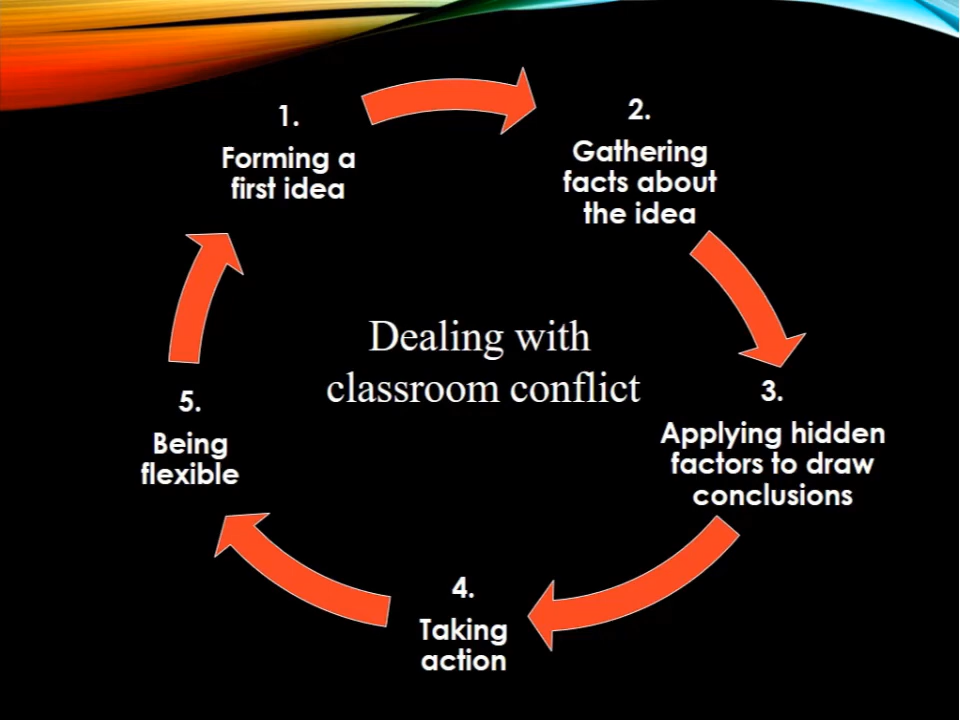 1.
Forming a
first idea
2.
Gathering
facts about
the idea
Dealing with
classroom conflict
3.
Applying hidden
factors to draw
conclusions
4.
Taking
action
5.
Being
flexible